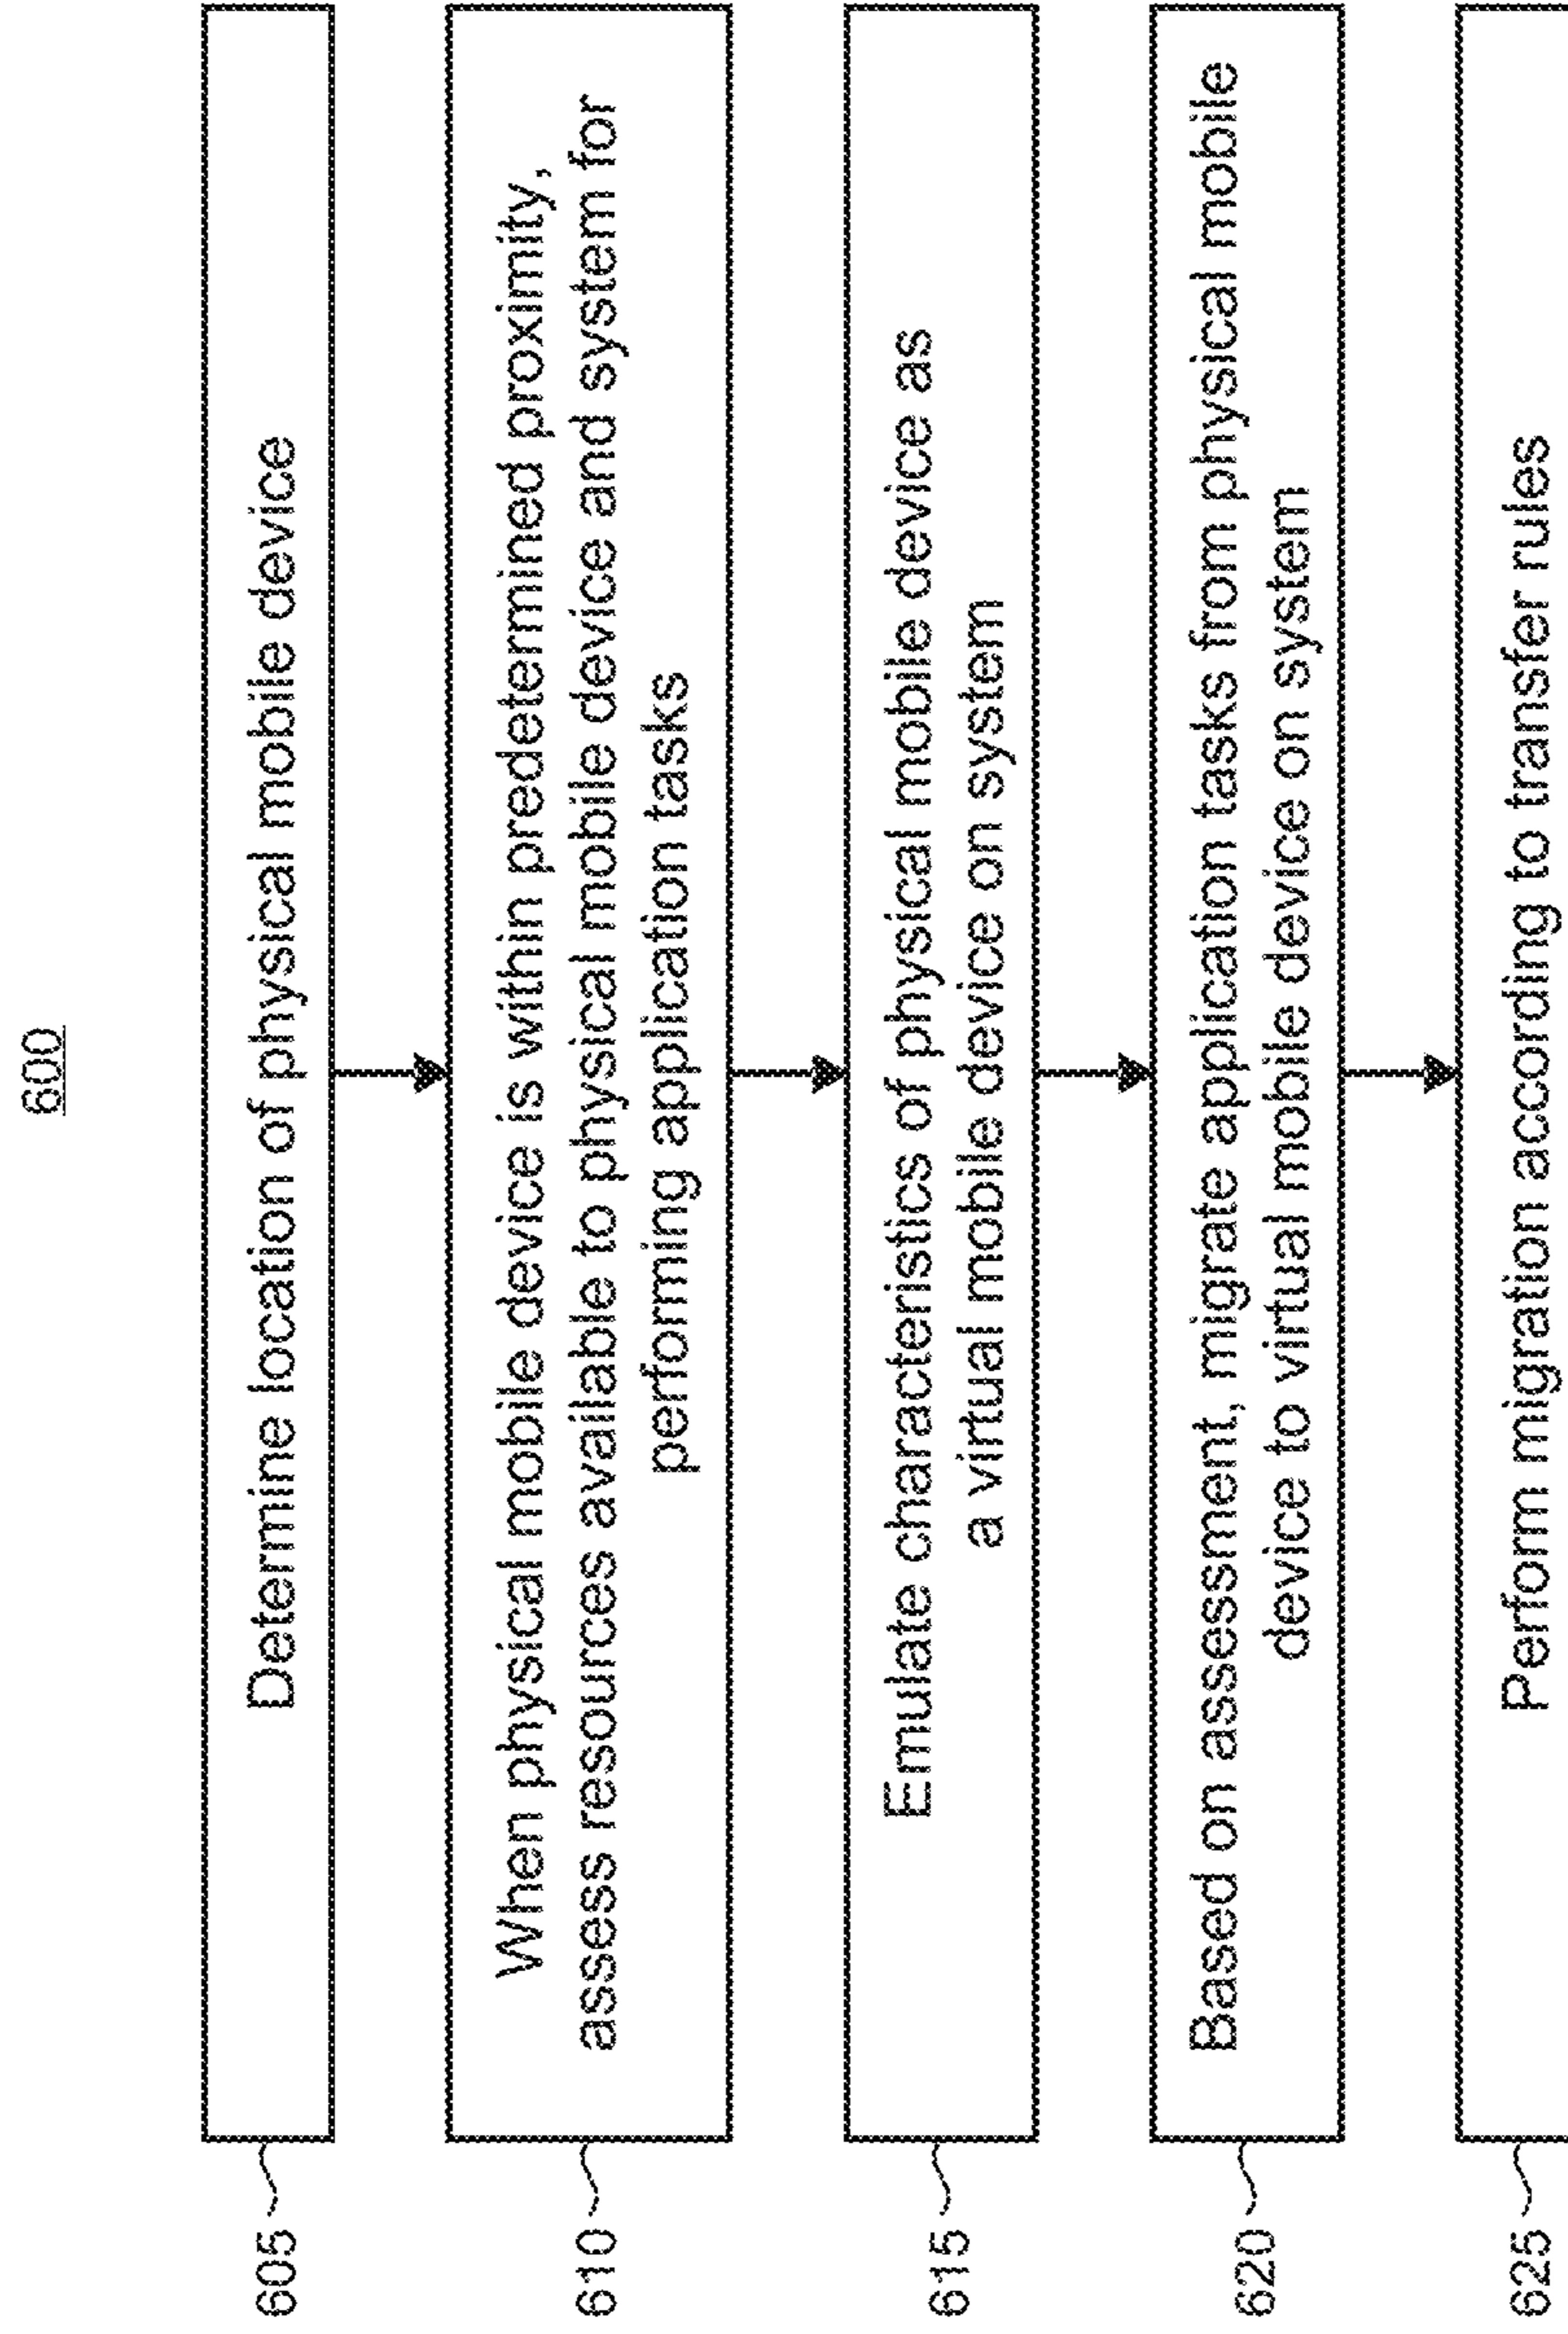 600
605
Determine location of physical mobile device
610
When physical mobile device is within predetermined proximity,
assess resources available to physical mobile device and system for
performing application tasks
615
Emulate characteristics of physical mobile device as
a virtual mobile device on system
620
Based on assessment, migrate application tasks from physical mobile
device to virtual mobile device on system
625
Perform migration according to transfer rules